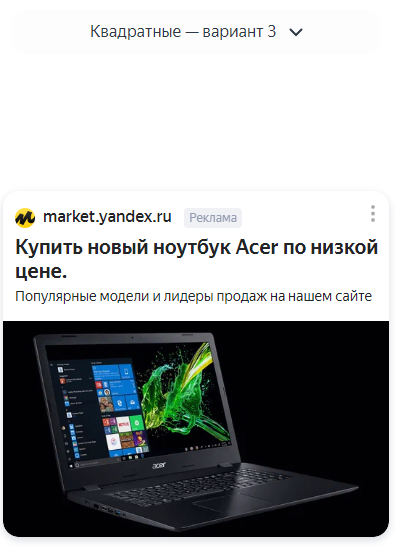 Квадратные — вариант 3
market.yandex.ru Реклама
Купить новый ноутбук Acer по низкой
цене.
Популярные модели и лидеры продаж на нашем сайте
acer